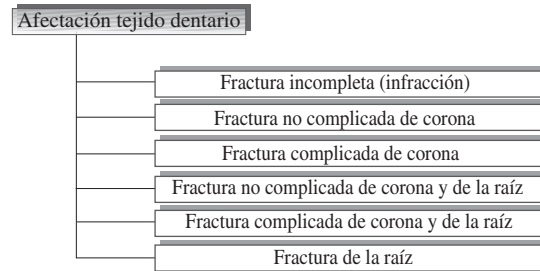 Afectación tejido dentario
Fractura incompleta (infracción)
Fractura no complicada de corona
Fractura complicada de corona
Fractura no complicada de corona y de la raíz
Fractura complicada de corona y de la raíz
Fractura de la raíz